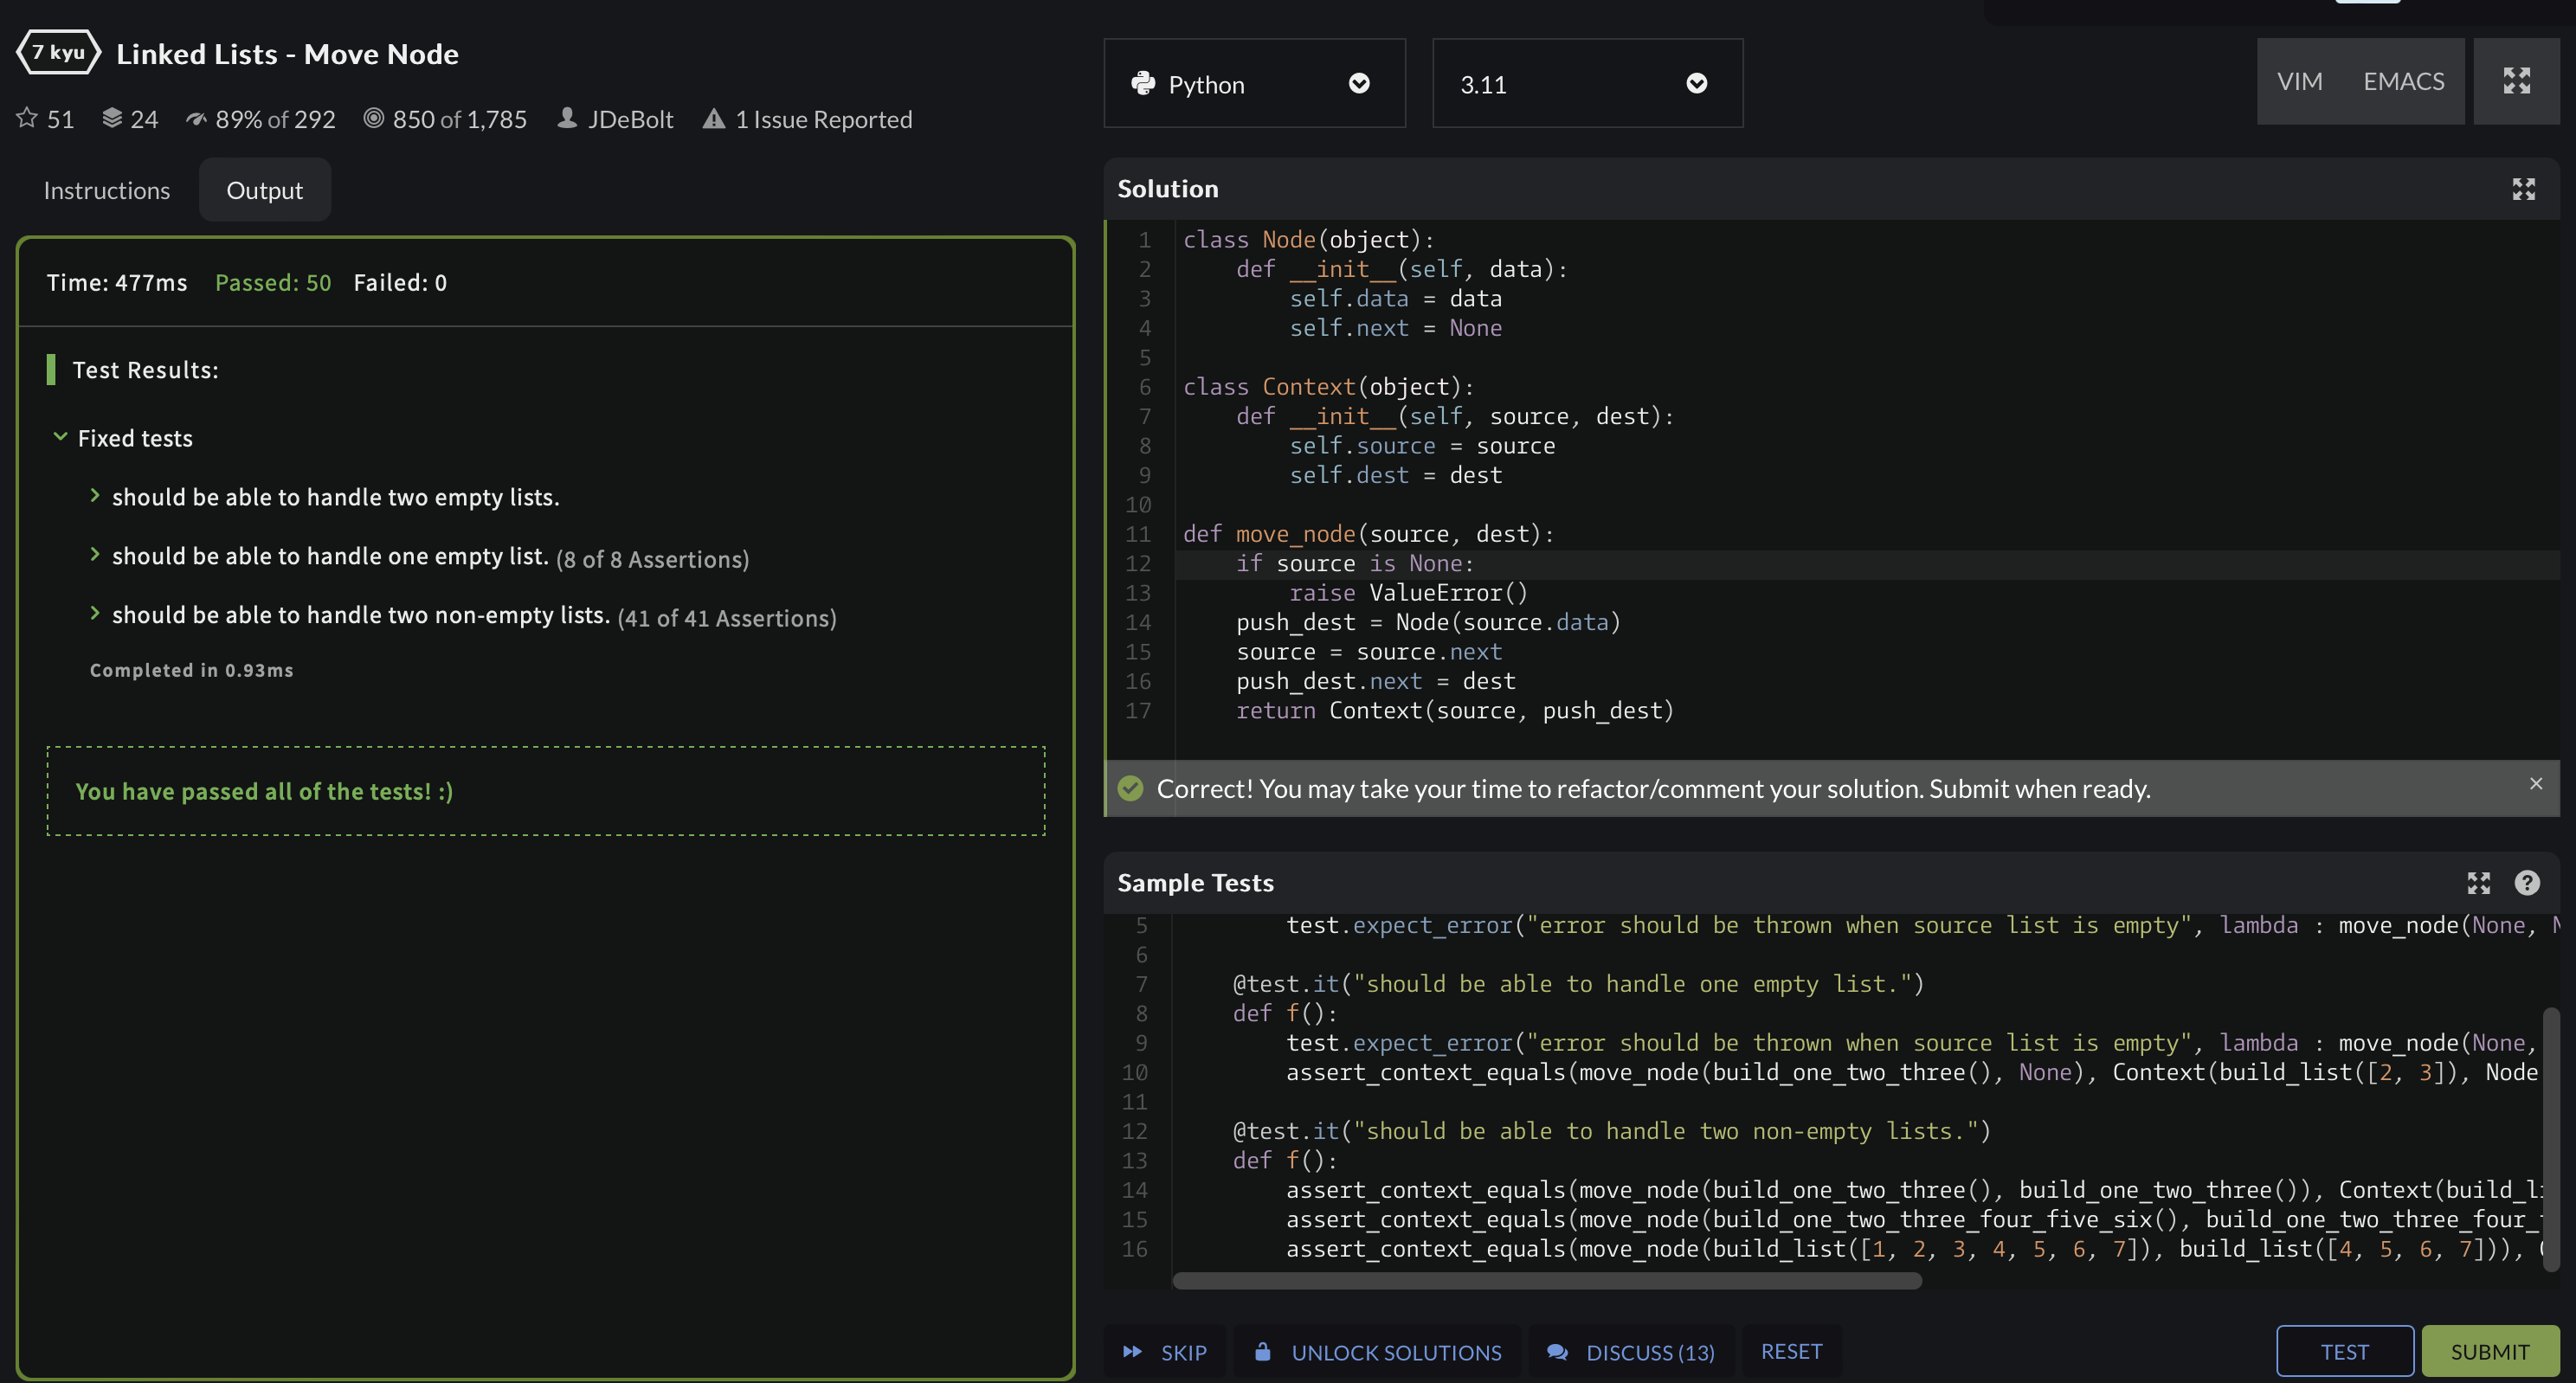 7 kyu Linked Lists - Move Node
51 24 89% of 292 850 of 1,785 JDeBolt 1 Issue Reported
Instructions Output
Time: 477ms Passed: 50 Failed: 0
Test Results:
Fixed tests
should be able to handle two empty lists.
should be able to handle one empty list. (8 of 8 Assertions)
should be able to handle two non-empty lists. (41 of 41 Assertions)
Completed in 0.93ms
You have passed all of the tests! :)
Python 3.11 VIM EMACS
Solution
1 class Node(object):
2     def __init__(self, data):
3         self.data = data
4         self.next = None
5
6 class Context(object):
7     def __init__(self, source, dest):
8         self.source = source
9         self.dest = dest
10
11 def move_node(source, dest):
12     if source is None:
13         raise ValueError()
14     push_dest = Node(source.data)
15     source = source.next
16     push_dest.next = dest
17     return Context(source, push_dest)
Correct! You may take your time to refactor/comment your solution. Submit when ready.
Sample Tests
5         test.expect_error("error should be thrown when source list is empty", lambda : move_node(None, N
6
7     @test.it("should be able to handle one empty list.")
8     def f():
9         test.expect_error("error should be thrown when source list is empty", lambda : move_node(None,
10         assert_context_equals(move_node(build_one_two_three(), None), Context(build_list([2, 3]), Node
11
12     @test.it("should be able to handle two non-empty lists.")
13     def f():
14         assert_context_equals(move_node(build_one_two_three(), build_one_two_three()), Context(build_li
15         assert_context_equals(move_node(build_one_two_three_four_five_six(), build_one_two_three_four_
16         assert_context_equals(move_node(build_list([1, 2, 3, 4, 5, 6, 7]), build_list([4, 5, 6, 7])), C
SKIP UNLOCK SOLUTIONS DISCUSS (13) RESET TEST SUBMIT